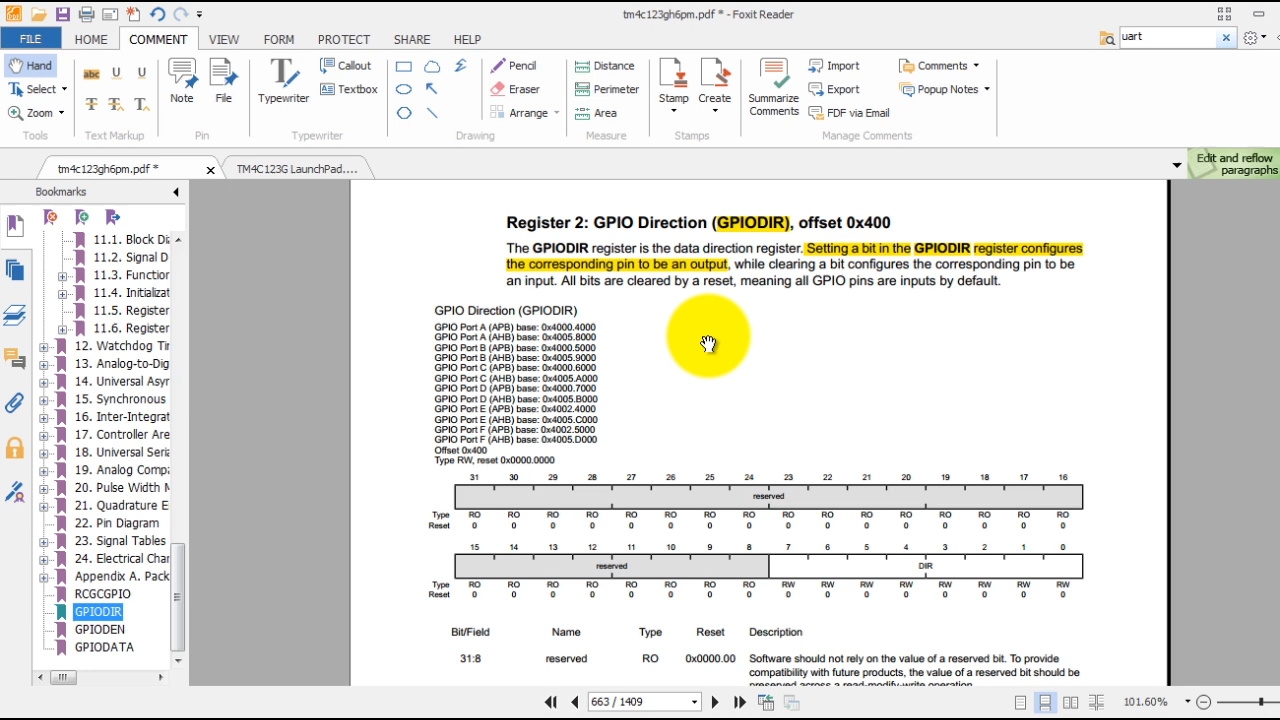 tm4c123gh6pm.pdf * - Foxit Reader
FILE HOME COMMENT VIEW FORM PROTECT SHARE HELP
uart
Hand
Select
Zoom
Tools
abc U U
T T T
Text Markup
Note
File
Pin
Typewriter
Callout
Textbox
Typewriter
Pencil
Eraser
Arrange
Drawing
Distance
Perimeter
Area
Measure
Stamp
Create
Stamps
Summarize
Comments
Import
Export
FDF via Email
Comments
Popup Notes
Manage Comments
tm4c123gh6pm.pdf *
TM4C123G LaunchPad....
Edit and reflow
paragraphs
Bookmarks
11.1. Block Di
11.2. Signal D
11.3. Function
11.4. Initializat
11.5. Register
11.6. Register
12. Watchdog Ti
13. Analog-to-Dig
14. Universal Asyr
15. Synchronous
16. Inter-Integrat
17. Controller Are
18. Universal Seria
19. Analog Compa
20. Pulse Width M
21. Quadrature E
22. Pin Diagram
23. Signal Tables
24. Electrical Char
Appendix A. Pack
RCGCGPIO
GPIODIR
GPIODEN
GPIODATA
Register 2: GPIO Direction (GPIODIR), offset 0x400
The GPIODIR register is the data direction register. Setting a bit in the GPIODIR register configures
the corresponding pin to be an output, while clearing a bit configures the corresponding pin to be
an input. All bits are cleared by a reset, meaning all GPIO pins are inputs by default.
GPIO Direction (GPIODIR)
GPIO Port A (APB) base: 0x4000.4000
GPIO Port A (AHB) base: 0x4005.8000
GPIO Port B (APB) base: 0x4000.5000
GPIO Port B (AHB) base: 0x4005.9000
GPIO Port C (APB) base: 0x4000.6000
GPIO Port C (AHB) base: 0x4005.A000
GPIO Port D (APB) base: 0x4000.7000
GPIO Port D (AHB) base: 0x4005.B000
GPIO Port E (APB) base: 0x4002.4000
GPIO Port E (AHB) base: 0x4005.C000
GPIO Port F (APB) base: 0x4002.5000
GPIO Port F (AHB) base: 0x4005.D000
Offset 0x400
Type RW, reset 0x0000.0000
31 30 29 28 27 26 25 24 23 22 21 20 19 18 17 16
reserved
Type RO RO RO RO RO RO RO RO RO RO RO RO RO RO RO RO
Reset 0 0 0 0 0 0 0 0 0 0 0 0 0 0 0 0
15 14 13 12 11 10 9 8 7 6 5 4 3 2 1 0
reserved DIR
Type RO RO RO RO RO RO RO RO RW RW RW RW RW RW RW RW
Reset 0 0 0 0 0 0 0 0 0 0 0 0 0 0 0 0
Bit/Field Name Type Reset Description
31:8 reserved RO 0x0000.00 Software should not rely on the value of a reserved bit. To provide
compatibility with future products, the value of a reserved bit should be
preserved across a read-modify-write operation.
663 / 1409
101.60%